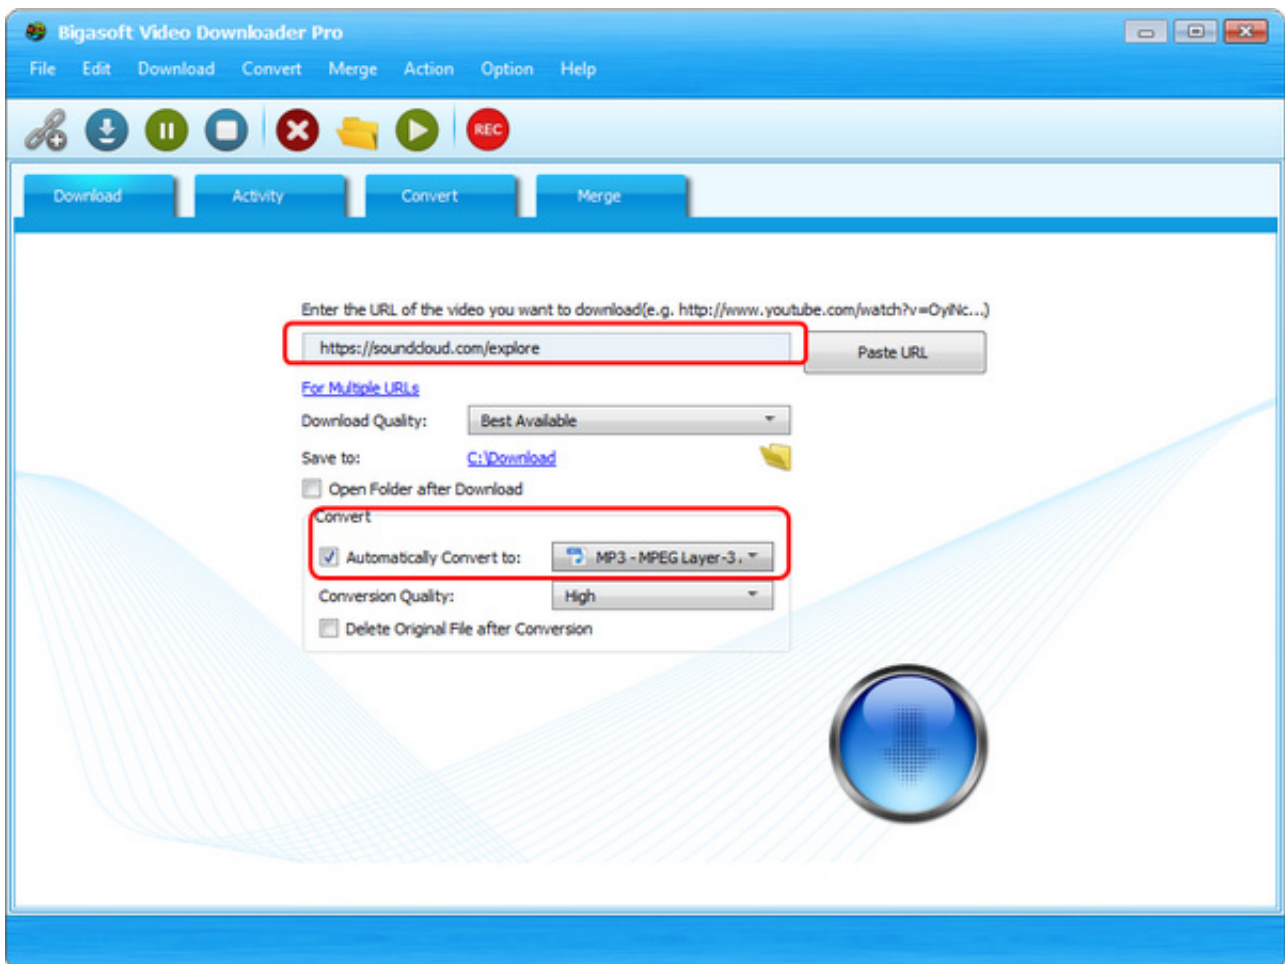 Bigasoft Video Downloader Pro
File Edit Download Convert Merge Action Option Help
REC
Download Activity Convert Merge
Enter the URL of the video you want to download(e.g. http://www.youtube.com/watch?v=OyiNc...)
https://soundcloud.com/explore Paste URL
For Multiple URLs
Download Quality: Best Available
Save to: C:\Download
Open Folder after Download
Convert
Automatically Convert to: MP3 - MPEG Layer-3 .
Conversion Quality: High
Delete Original File after Conversion